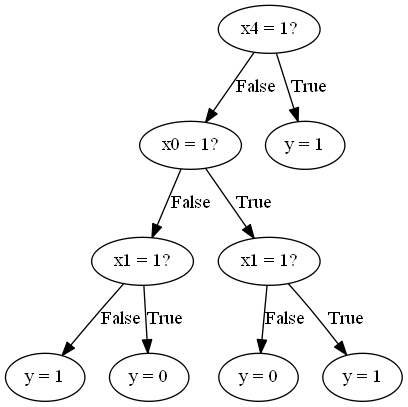 x4 = 1?
False
True
x0 = 1?
y = 1
False
True
x1 = 1?
x1 = 1?
False
True
False
True
y = 1
y = 0
y = 0
y = 1